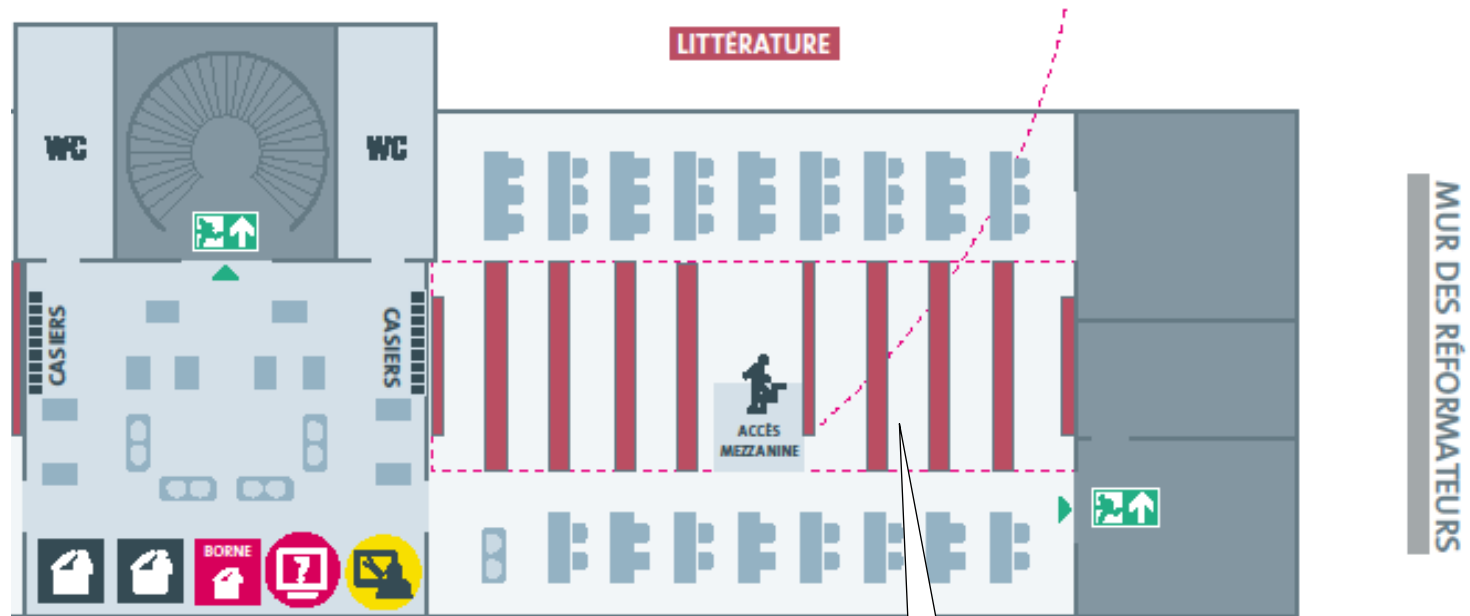 LITTÉRATURE
WC
WC
CASIERS
CASIERS
ACCÈS
MEZZANINE
BORNE
?
MUR DES RÉFORMATEURS